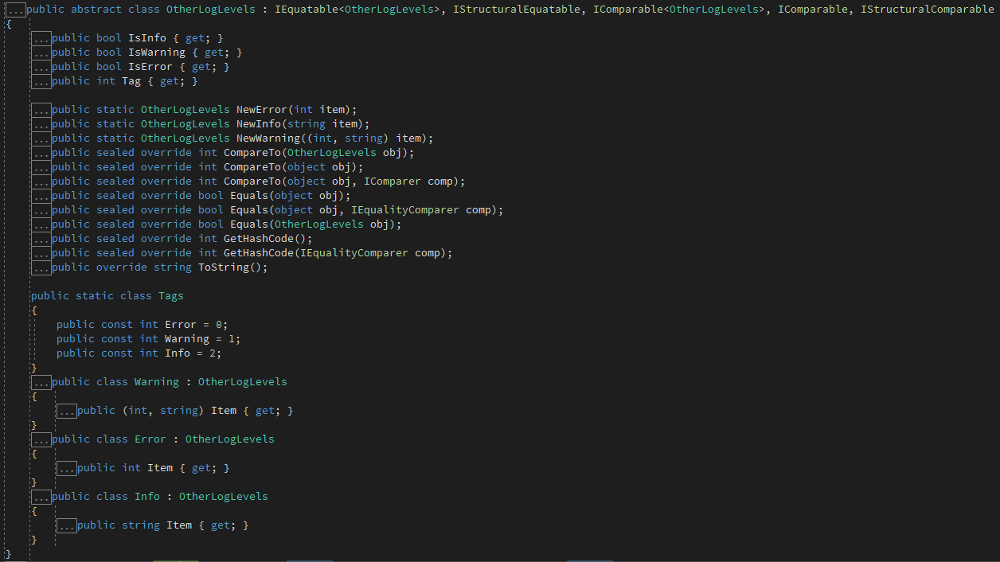 ...public abstract class OtherLogLevels : IEquatable<OtherLogLevels>, IStructuralEquatable, IComparable<OtherLogLevels>, IComparable, IStructuralComparable
{
...public bool IsInfo { get; }
...public bool IsWarning { get; }
...public bool IsError { get; }
...public int Tag { get; }
...public static OtherLogLevels NewError(int item);
...public static OtherLogLevels NewInfo(string item);
...public static OtherLogLevels NewWarning((int, string) item);
...public sealed override int CompareTo(OtherLogLevels obj);
...public sealed override int CompareTo(object obj);
...public sealed override int CompareTo(object obj, IComparer comp);
...public sealed override bool Equals(object obj);
...public sealed override bool Equals(object obj, IEqualityComparer comp);
...public sealed override bool Equals(OtherLogLevels obj);
...public sealed override int GetHashCode();
...public sealed override int GetHashCode(IEqualityComparer comp);
...public override string ToString();
public static class Tags
{
public const int Error = 0;
public const int Warning = 1;
public const int Info = 2;
}
...public class Warning : OtherLogLevels
{
...public (int, string) Item { get; }
}
...public class Error : OtherLogLevels
{
...public int Item { get; }
}
...public class Info : OtherLogLevels
{
...public string Item { get; }
}
}